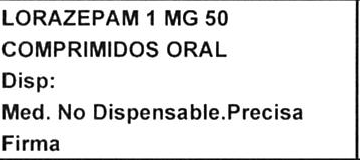 LORAZEPAM 1 MG 50
COMPRIMIDOS ORAL
Disp:
Med. No Dispensable.Precisa
Firma